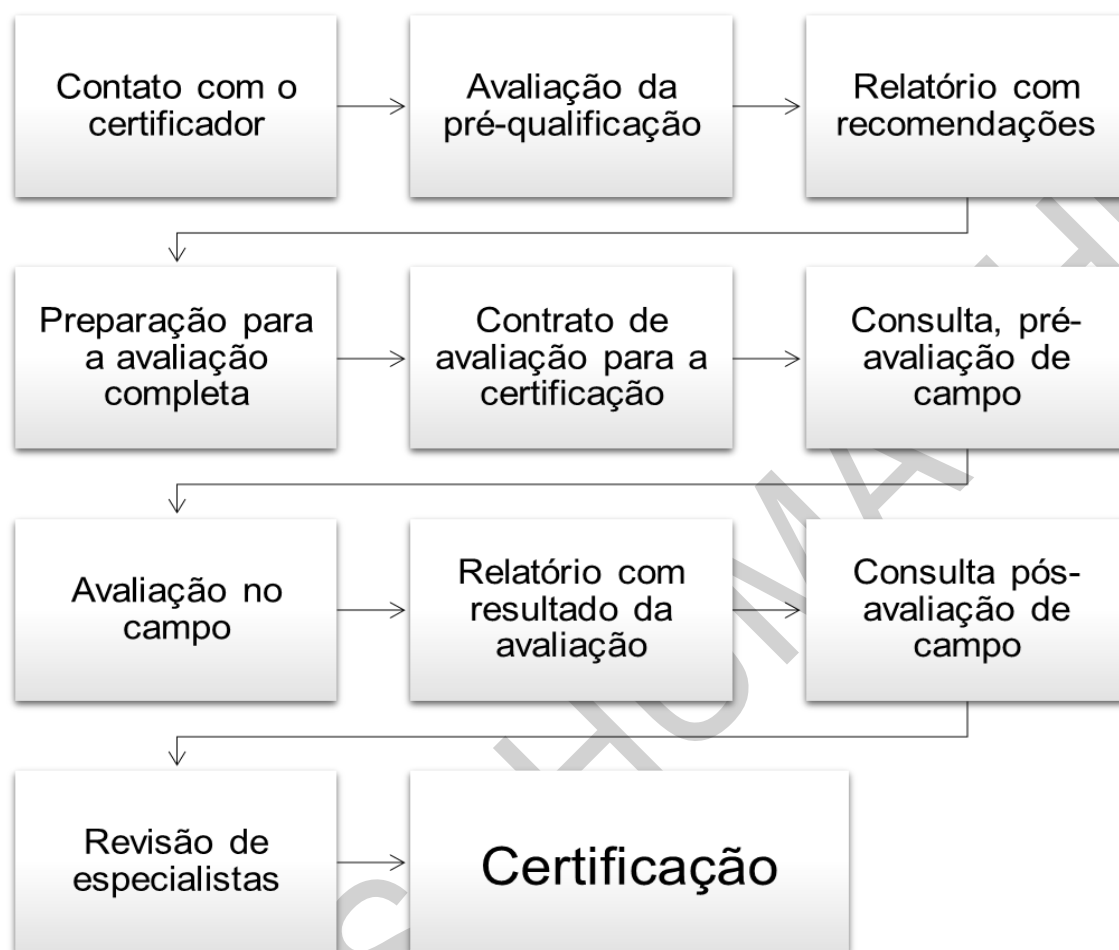 Contato com o
certificador
Avaliação da
pré-qualificação
Relatório com
recomendações
Preparação para
a avaliação
completa
Contrato de
avaliação para a
certificação
Consulta, pré-
avaliação de
campo
Avaliação no
campo
Relatório com
resultado da
avaliação
Consulta pós-
avaliação de
campo
Revisão de
especialistas
Certificação